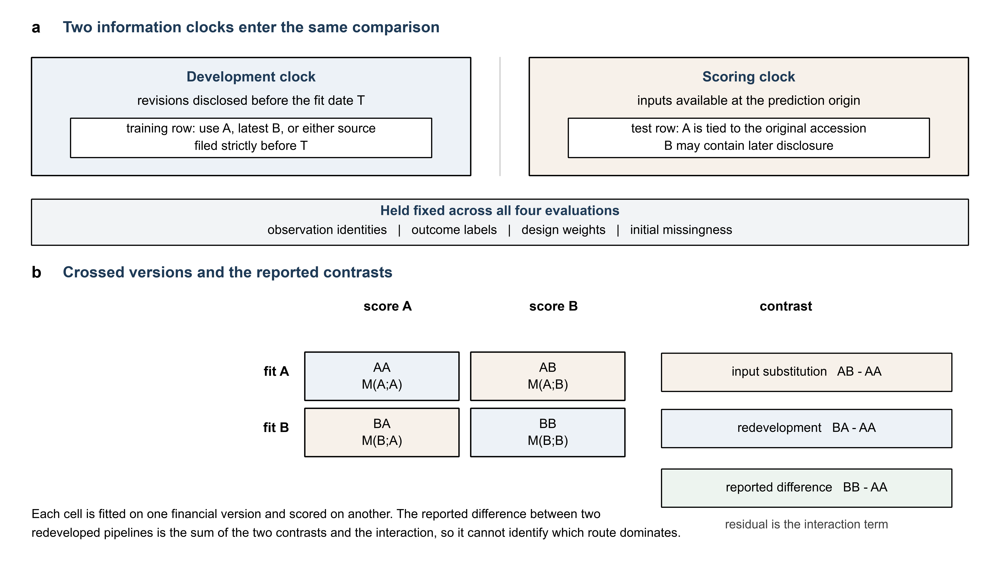 a Two information clocks enter the same comparison
Development clock
revisions disclosed before the fit date T
training row: use A, latest B, or either source
filed strictly before T
Scoring clock
inputs available at the prediction origin
test row: A is tied to the original accession
B may contain later disclosure
Held fixed across all four evaluations
observation identities | outcome labels | design weights | initial missingness
b Crossed versions and the reported contrasts
score A score B contrast
fit A
AA
M(A;A)
AB
M(A;B)
input substitution AB - AA
fit B
BA
M(B;A)
BB
M(B;B)
redevelopment BA - AA
reported difference BB - AA
residual is the interaction term
Each cell is fitted on one financial version and scored on another. The reported difference between two
redeveloped pipelines is the sum of the two contrasts and the interaction, so it cannot identify which route dominates.